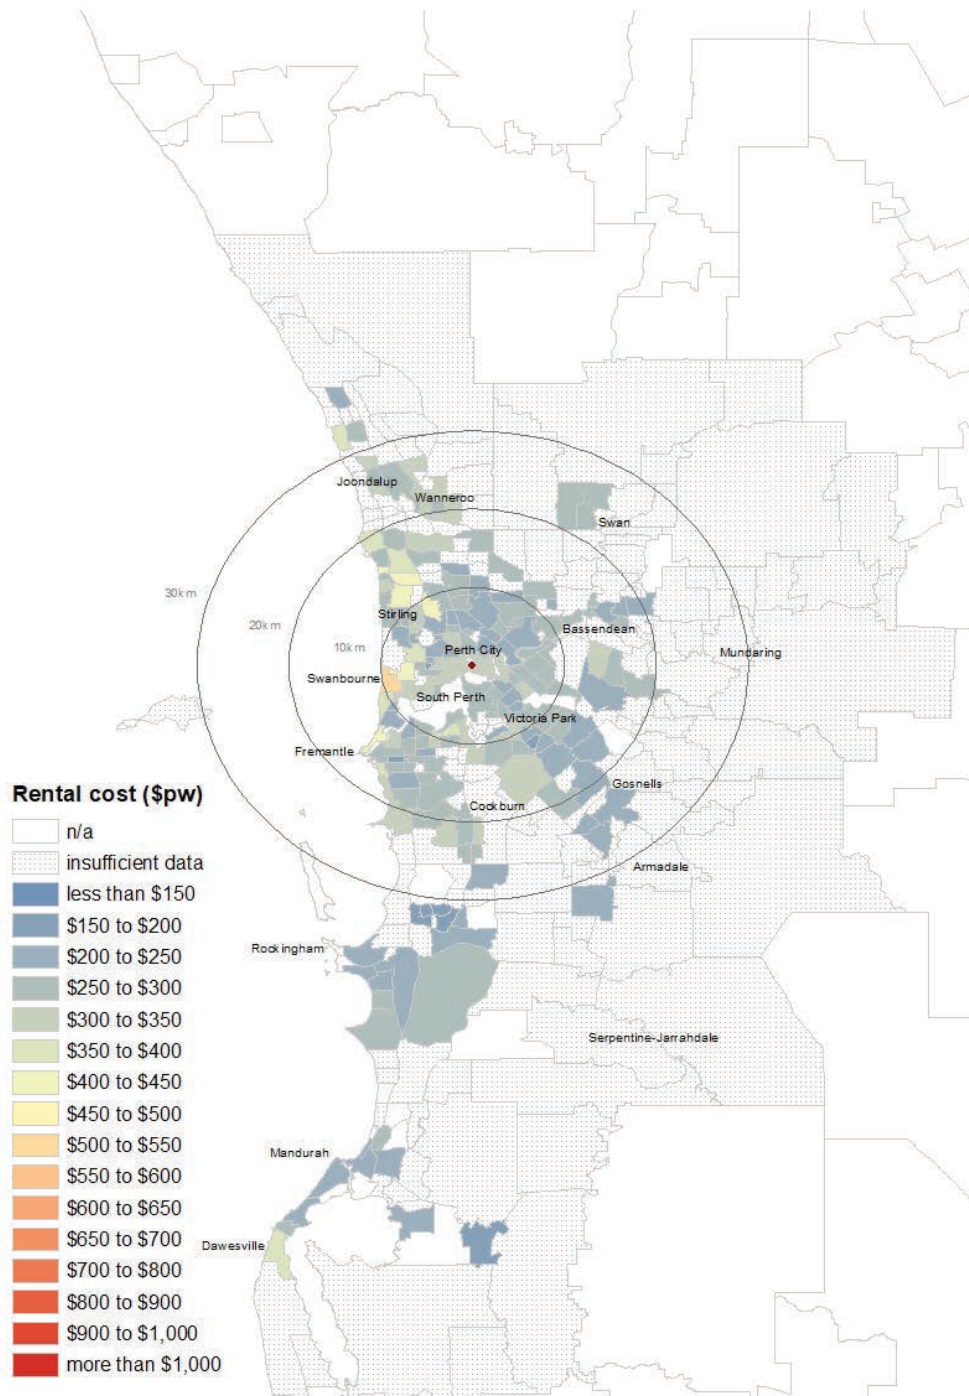 Joondalup
Wanneroo
Swan
30km
Stirling
20km
Bassendean
10km
Perth City
Mundaring
Swanbourne
South Perth
Victoria Park
Fremantle
Gosnells
Cockburn
Armadale
Rockingham
Serpentine-Jarrahdale
Mandurah
Dawesville
Rental cost ($pw)
n/a
insufficient data
less than $150
$150 to $200
$200 to $250
$250 to $300
$300 to $350
$350 to $400
$400 to $450
$450 to $500
$500 to $550
$550 to $600
$600 to $650
$650 to $700
$700 to $800
$800 to $900
$900 to $1,000
more than $1,000